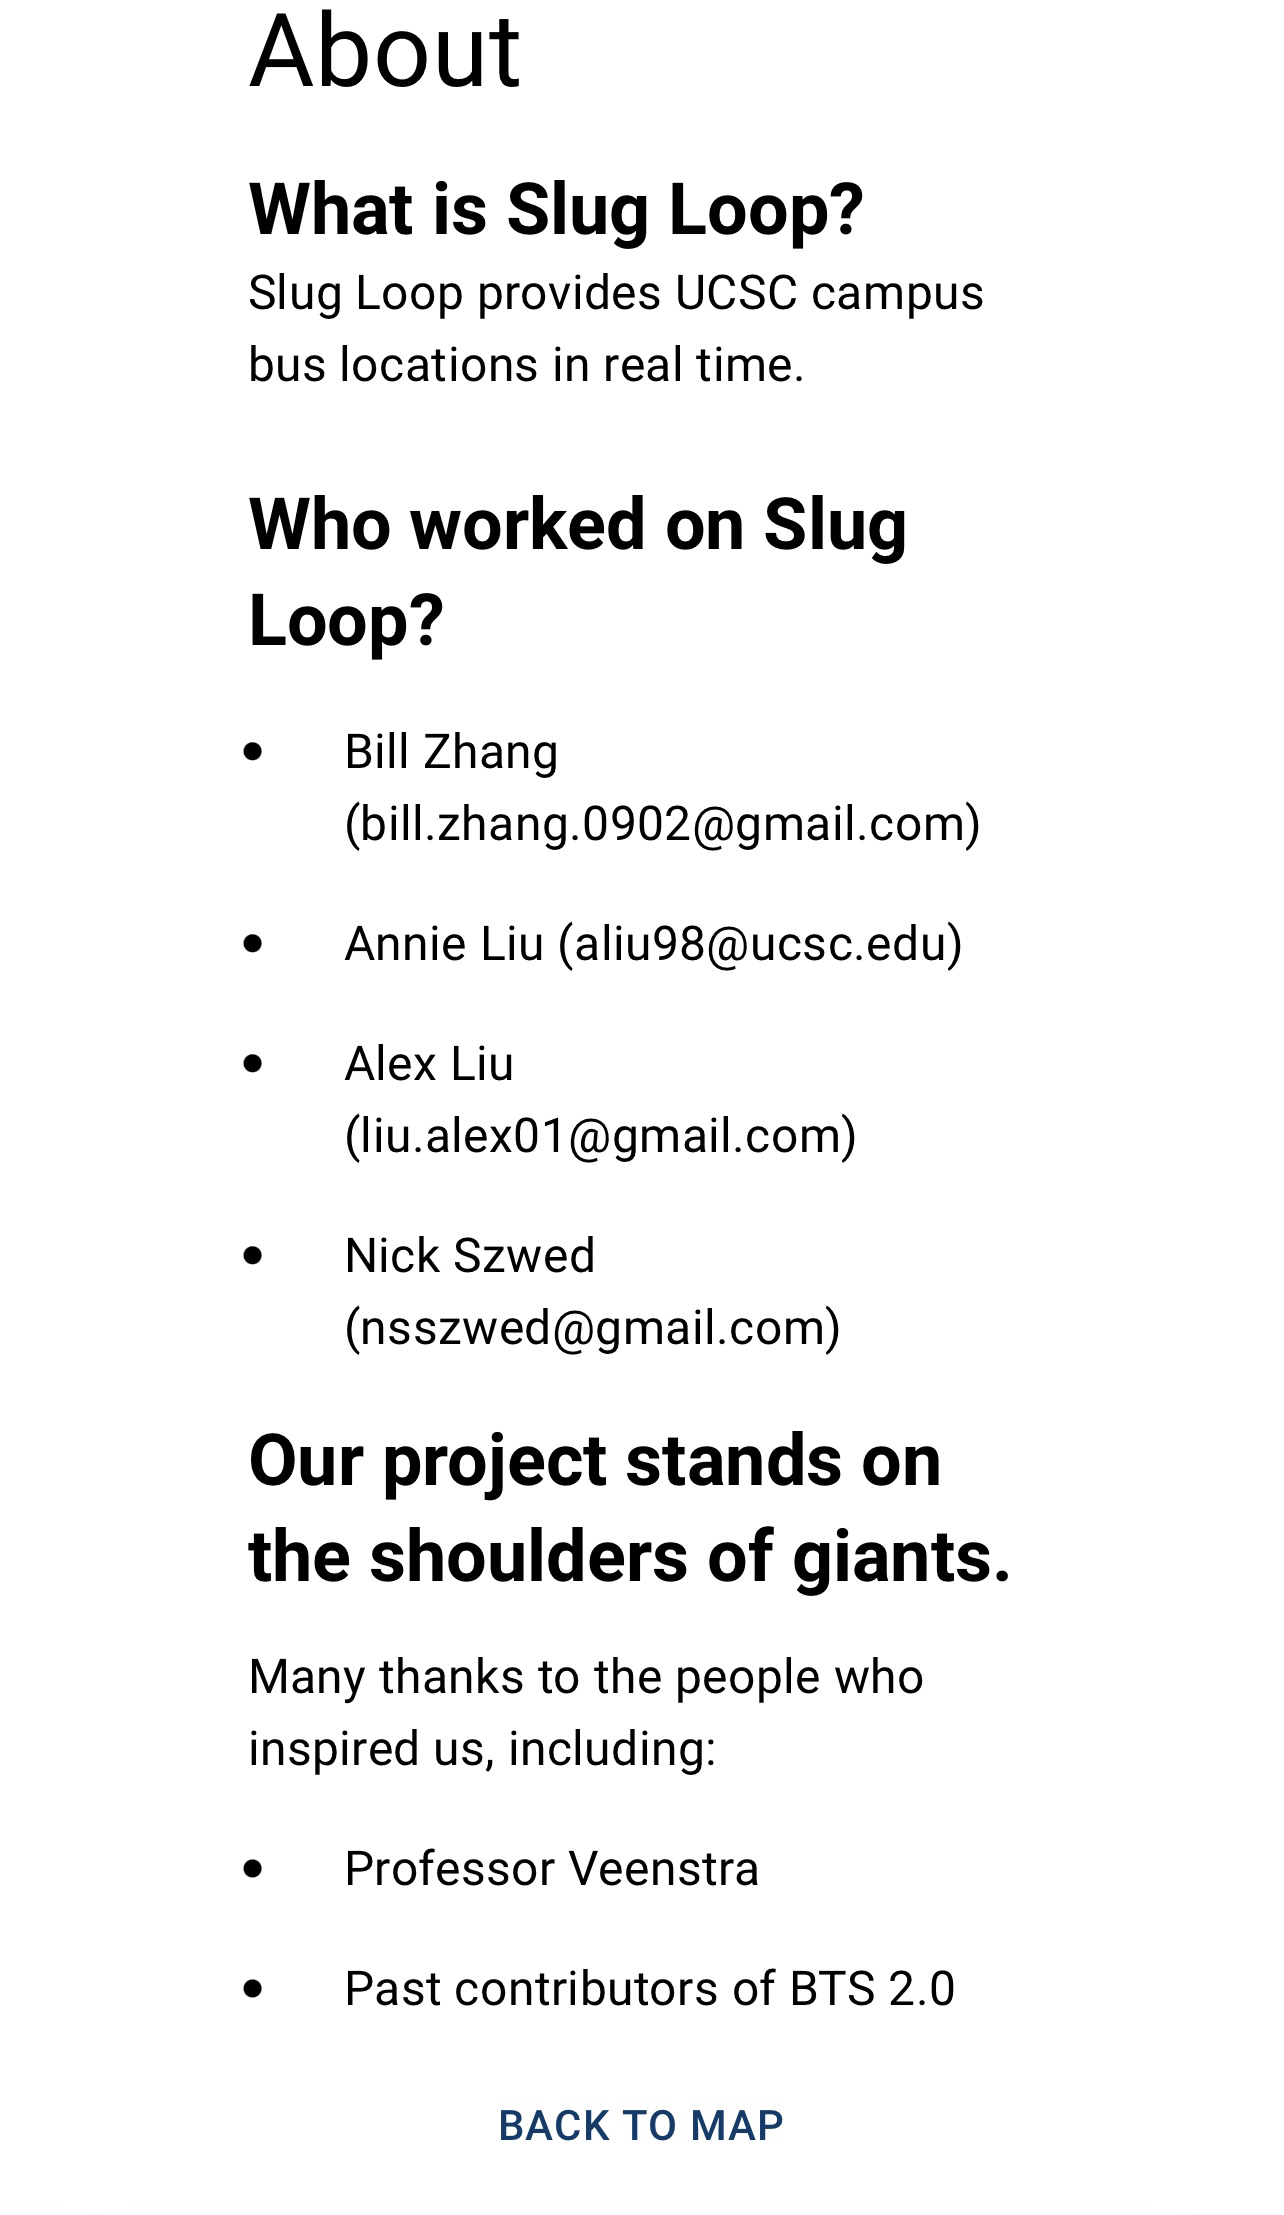 About
What is Slug Loop?
Slug Loop provides UCSC campus
bus locations in real time.
Who worked on Slug
Loop?
• Bill Zhang
(bill.zhang.0902@gmail.com)
• Annie Liu (aliu98@ucsc.edu)
• Alex Liu
(liu.alex01@gmail.com)
• Nick Szwed
(nsszwed@gmail.com)
Our project stands on
the shoulders of giants.
Many thanks to the people who
inspired us, including:
• Professor Veenstra
• Past contributors of BTS 2.0
BACK TO MAP